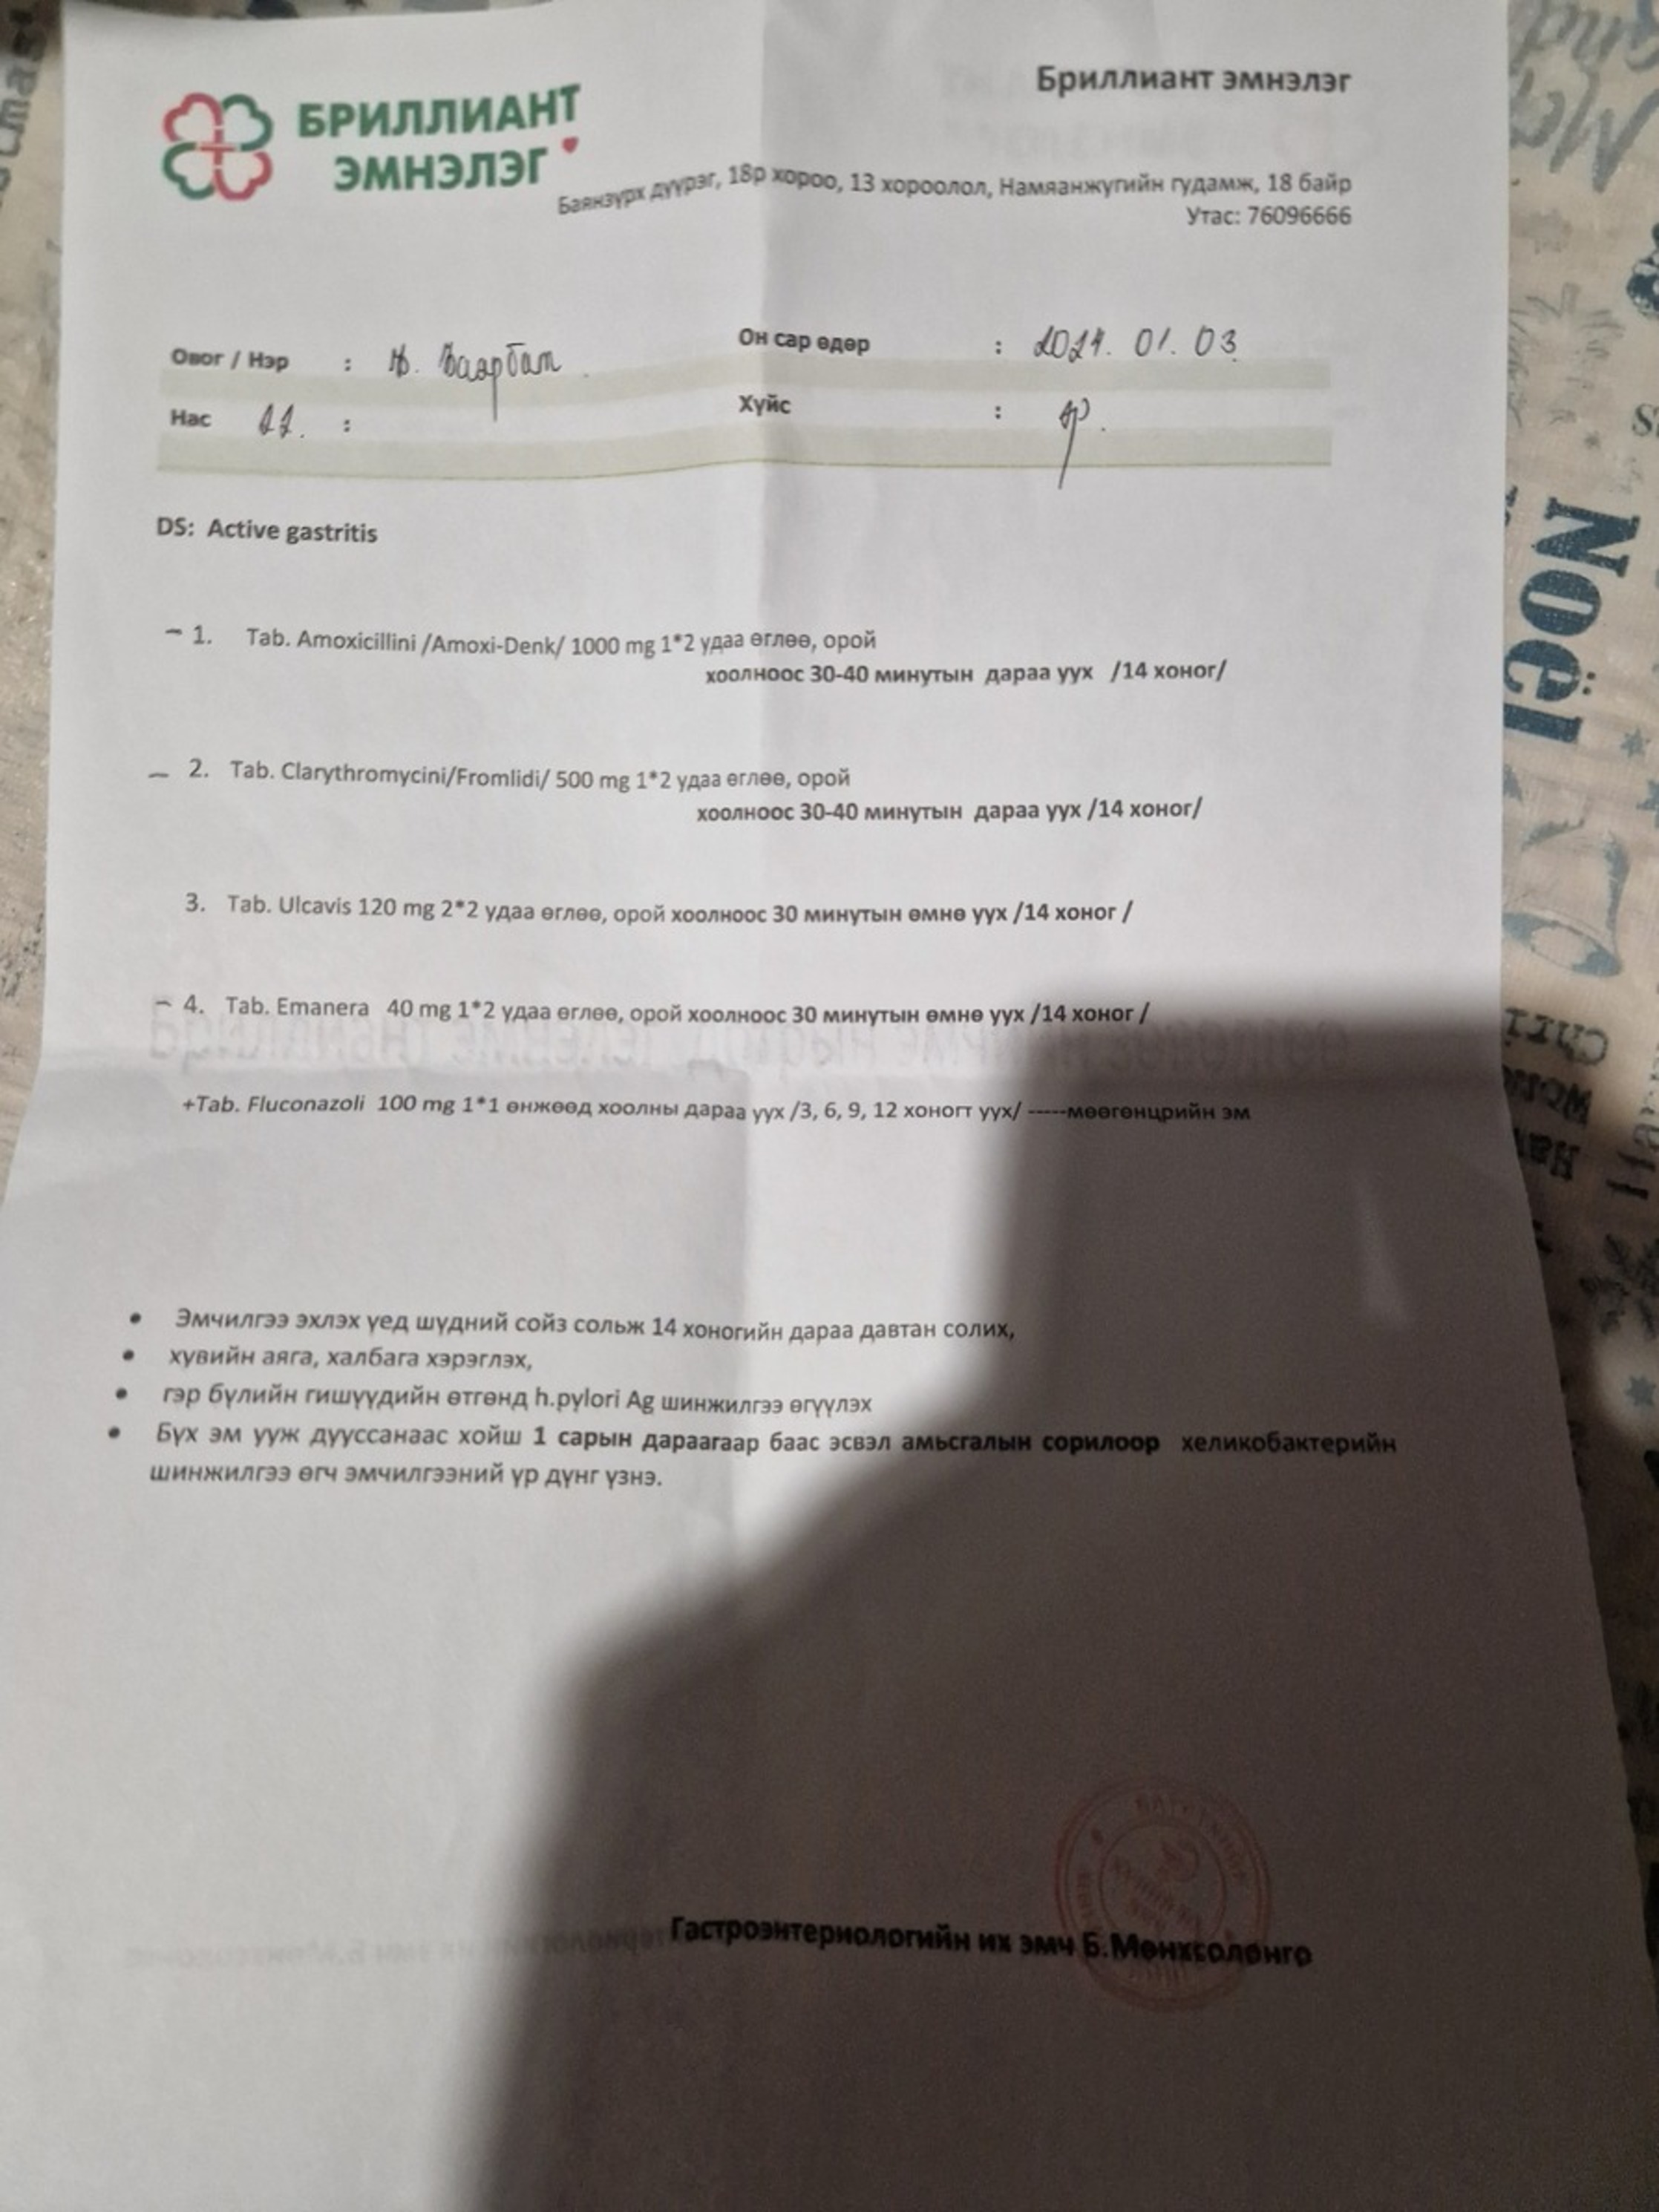 БРИЛЛИАНТ
ЭМНЭЛЭГ
Бриллиант эмнэлэг
Баянзүрх дүүрэг, 18р хороо, 13 хороолол, Намяанжугийн гудамж, 18 байр
Утас: 76096666
Овог / Нэр :
Он сар өдөр : 2024. 01. 03
Нас :
Хүйс : эр.
DS: Active gastritis
1. Tab. Amoxicillini /Amoxi-Denk/ 1000 mg 1*2 удаа өглөө, орой
хоолноос 30-40 минутын дараа уух /14 хоног/
2. Tab. Clarythromycini/Fromlidi/ 500 mg 1*2 удаа өглөө, орой
хоолноос 30-40 минутын дараа уух /14 хоног/
3. Tab. Ulcavis 120 mg 2*2 удаа өглөө, орой хоолноос 30 минутын өмнө уух /14 хоног /
4. Tab. Emanera 40 mg 1*2 удаа өглөө, орой хоолноос 30 минутын өмнө уух /14 хоног /
+Tab. Fluconazoli 100 mg 1*1 өнжөөд хоолны дараа уух /3, 6, 9, 12 хоногт уух/ -----мөөгөнцрийн эм
• Эмчилгээ эхлэх үед шүдний сойз сольж 14 хоногийн дараа давтан солих,
• хувийн аяга, халбага хэрэглэх,
• гэр бүлийн гишүүдийн өтгөнд h.pylori Ag шинжилгээ өгүүлэх
• Бүх эм ууж дууссанаас хойш 1 сарын дараагаар баас эсвэл амьсгалын сорилоор хеликобактерийн
шинжилгээ өгч эмчилгээний үр дүнг үзнэ.
Гастроэнтериологийн их эмч Б.Мөнхсолонго
Noël